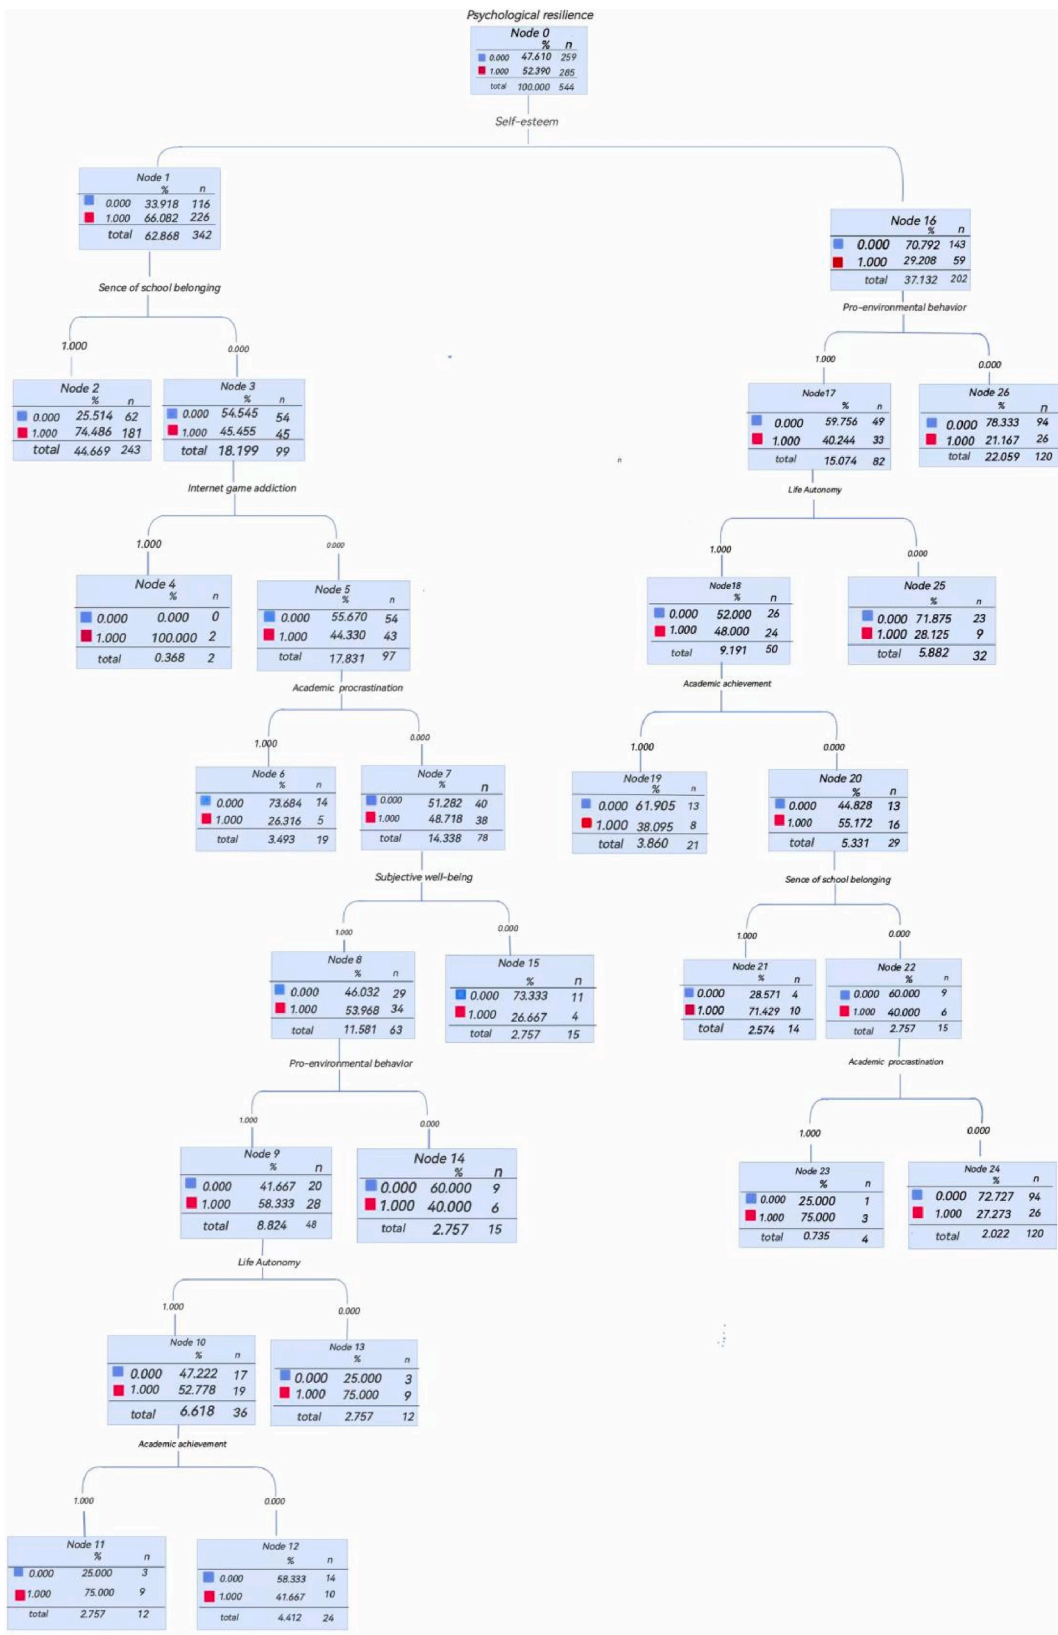 Psychological resilience
Node 0
% n
0.000 47.610 259
1.000 52.390 285
total 100.000 544
Self-esteem
Node 1
% n
0.000 33.918 116
1.000 66.082 226
total 62.868 342
Node 16
% n
0.000 70.792 143
1.000 29.208 59
total 37.132 202
Sence of school belonging
Pro-environmental behavior
1.000
0.000
1.000
0.000
Node 2
% n
0.000 25.514 62
1.000 74.486 181
total 44.669 243
Node 3
% n
0.000 54.545 54
1.000 45.455 45
total 18.199 99
Node17
% n
0.000 59.756 49
1.000 40.244 33
total 15.074 82
Node 26
% n
0.000 78.333 94
1.000 21.167 26
total 22.059 120
n
Internet game addiction
Life Autonomy
1.000
0.000
1.000
0.000
Node 4
% n
0.000 0.000 0
1.000 100.000 2
total 0.368 2
Node 5
% n
0.000 55.670 54
1.000 44.330 43
total 17.831 97
Node18
% n
0.000 52.000 26
1.000 48.000 24
total 9.191 50
Node 25
% n
0.000 71.875 23
1.000 28.125 9
total 5.882 32
Academic procrastination
Academic achievement
1.000
0.000
1.000
0.000
Node 6
% n
0.000 73.684 14
1.000 26.316 5
total 3.493 19
Node 7
% n
0.000 51.282 40
1.000 48.718 38
total 14.338 78
Node19
% n
0.000 61.905 13
1.000 38.095 8
total 3.860 21
Node 20
% n
0.000 44.828 13
1.000 55.172 16
total 5.331 29
Subjective well-being
Sence of school belonging
1.000
0.000
1.000
0.000
Node 8
% n
0.000 46.032 29
1.000 53.968 34
total 11.581 63
Node 15
% n
0.000 73.333 11
1.000 26.667 4
total 2.757 15
Node 21
% n
0.000 28.571 4
1.000 71.429 10
total 2.574 14
Node 22
% n
0.000 60.000 9
1.000 40.000 6
total 2.757 15
Pro-environmental behavior
Academic procrastination
1.000
0.000
1.000
0.000
Node 9
% n
0.000 41.667 20
1.000 58.333 28
total 8.824 48
Node 14
% n
0.000 60.000 9
1.000 40.000 6
total 2.757 15
Node 23
% n
0.000 25.000 1
1.000 75.000 3
total 0.735 4
Node 24
% n
0.000 72.727 94
1.000 27.273 26
total 2.022 120
Life Autonomy
1.000
0.000
Node 10
% n
0.000 47.222 17
1.000 52.778 19
total 6.618 36
Node 13
% n
0.000 25.000 3
1.000 75.000 9
total 2.757 12
Academic achievement
1.000
0.000
Node 11
% n
0.000 25.000 3
1.000 75.000 9
total 2.757 12
Node 12
% n
0.000 58.333 14
1.000 41.667 10
total 4.412 24